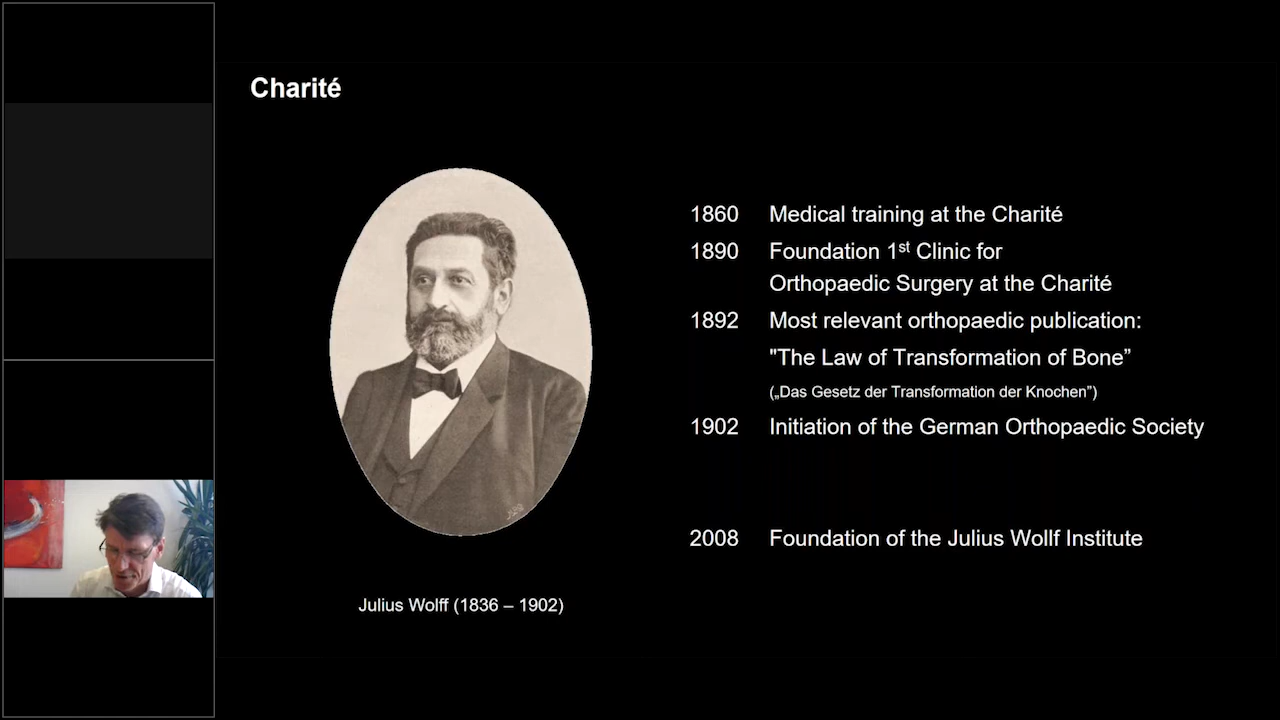 Charité
1860 Medical training at the Charité
1890 Foundation 1st Clinic for
Orthopaedic Surgery at the Charité
1892 Most relevant orthopaedic publication:
"The Law of Transformation of Bone”
(„Das Gesetz der Transformation der Knochen”)
1902 Initiation of the German Orthopaedic Society
2008 Foundation of the Julius Wollf Institute
Julius Wolff (1836 – 1902)